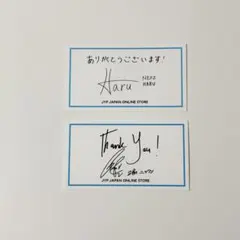 ありがとうございます!
Haru
NEXZ
HARU
JYP JAPAN ONLINE STORE
Thank You!
JYP JAPAN ONLINE STORE